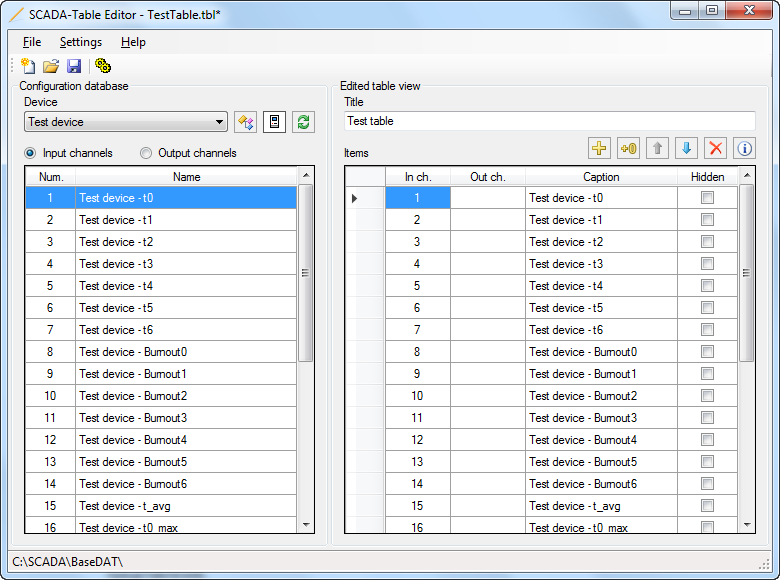 SCADA-Table Editor - TestTable.tbl*
File Settings Help
Configuration database
Device
Test device
Input channels Output channels
Num. Name
1 Test device - t0
2 Test device - t1
3 Test device - t2
4 Test device - t3
5 Test device - t4
6 Test device - t5
7 Test device - t6
8 Test device - Burnout0
9 Test device - Burnout1
10 Test device - Burnout2
11 Test device - Burnout3
12 Test device - Burnout4
13 Test device - Burnout5
14 Test device - Burnout6
15 Test device - t_avg
16 Test device - t0_max
Edited table view
Title
Test table
Items
+0
In ch. Out ch. Caption Hidden
1 Test device - t0
2 Test device - t1
3 Test device - t2
4 Test device - t3
5 Test device - t4
6 Test device - t5
7 Test device - t6
8 Test device - Burnout0
9 Test device - Burnout1
10 Test device - Burnout2
11 Test device - Burnout3
12 Test device - Burnout4
13 Test device - Burnout5
14 Test device - Burnout6
15 Test device - t_avg
16 Test device - t0_max
C:\SCADA\BaseDAT\